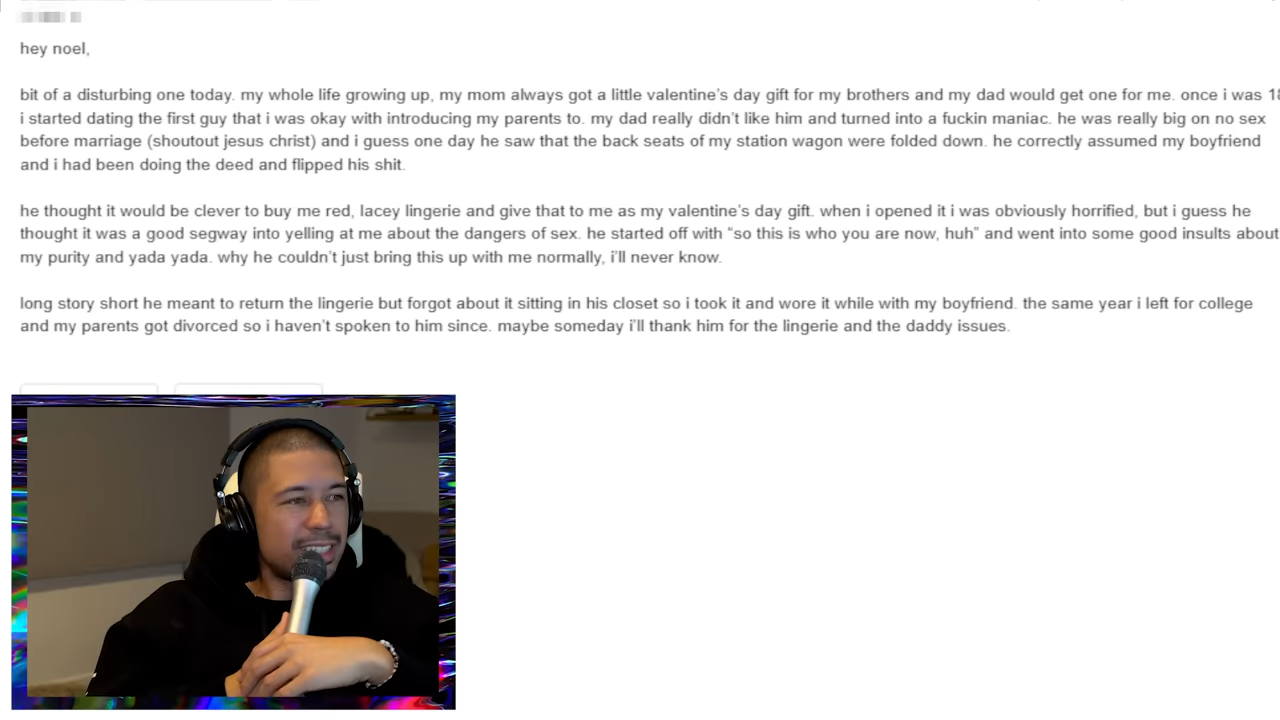 hey noel,
bit of a disturbing one today. my whole life growing up, my mom always got a little valentine's day gift for my brothers and my dad would get one for me. once i was 18
i started dating the first guy that i was okay with introducing my parents to. my dad really didn't like him and turned into a fuckin maniac. he was really big on no sex
before marriage (shoutout jesus christ) and i guess one day he saw that the back seats of my station wagon were folded down. he correctly assumed my boyfriend
and i had been doing the deed and flipped his shit.
he thought it would be clever to buy me red, lacey lingerie and give that to me as my valentine's day gift. when i opened it i was obviously horrified, but i guess he
thought it was a good segway into yelling at me about the dangers of sex. he started off with “so this is who you are now, huh” and went into some good insults about
my purity and yada yada. why he couldn't just bring this up with me normally, i'll never know.
long story short he meant to return the lingerie but forgot about it sitting in his closet so i took it and wore it while with my boyfriend. the same year i left for college
and my parents got divorced so i haven't spoken to him since. maybe someday i'll thank him for the lingerie and the daddy issues.